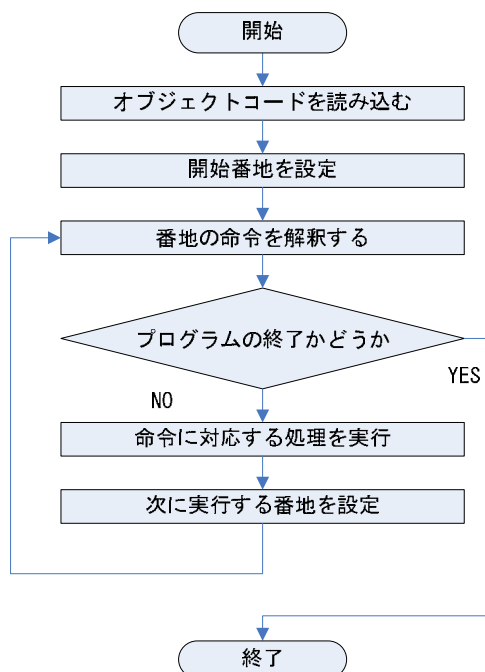 開始
オブジェクトコードを読み込む
開始番地を設定
番地の命令を解釈する
プログラムの終了かどうか
YES
NO
命令に対応する処理を実行
次に実行する番地を設定
終了